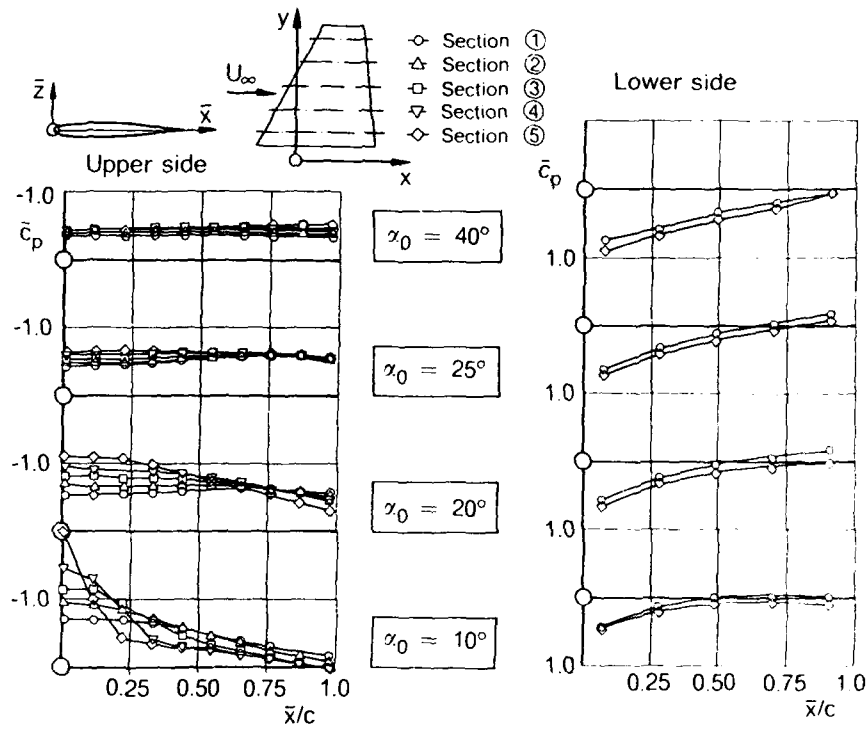 y
z̄
x̄
U∞
x
Section ①
Section ②
Section ③
Section ④
Section ⑤
Upper side
Lower side
-1.0
c̄p
-1.0
-1.0
-1.0
0.25 0.50 0.75 1.0
x̄/c
α₀ = 40°
α₀ = 25°
α₀ = 20°
α₀ = 10°
c̄p
1.0
1.0
1.0
1.0
0.25 0.50 0.75 1.0
x̄/c